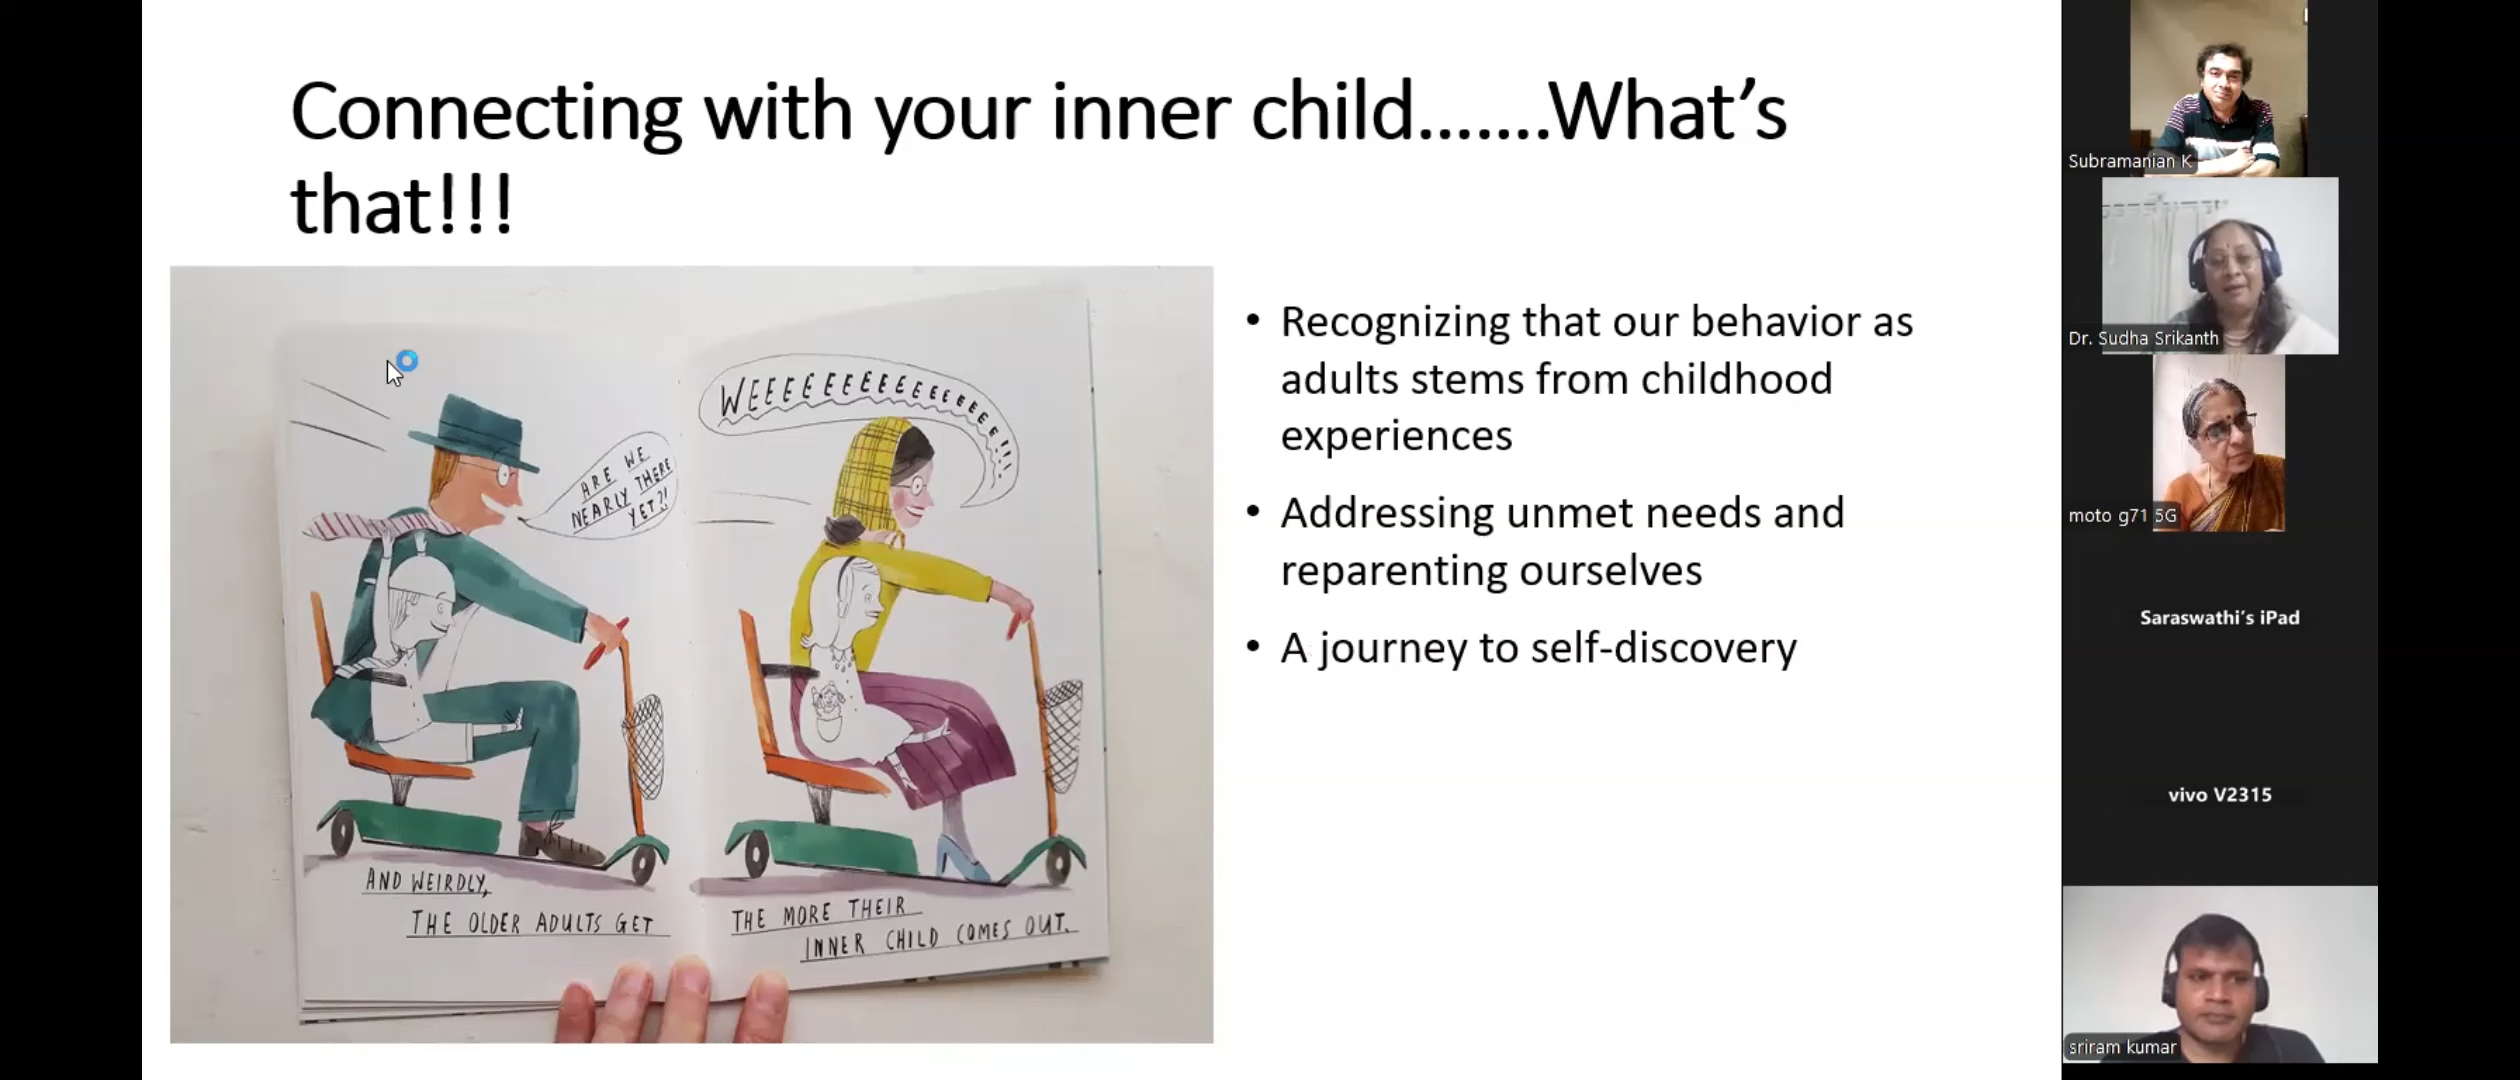 Connecting with your inner child.......What's
that!!!
ARE WE
NEARLY THERE
YET?!
WEEEEEEEEEEEEEEE!!!
AND WEIRDLY,
THE OLDER ADULTS GET
THE MORE THEIR
INNER CHILD COMES OUT.
• Recognizing that our behavior as
adults stems from childhood
experiences
• Addressing unmet needs and
reparenting ourselves
• A journey to self-discovery
Subramanian K
Dr. Sudha Srikanth
moto g71 5G
Saraswathi's iPad
vivo V2315
sriram kumar